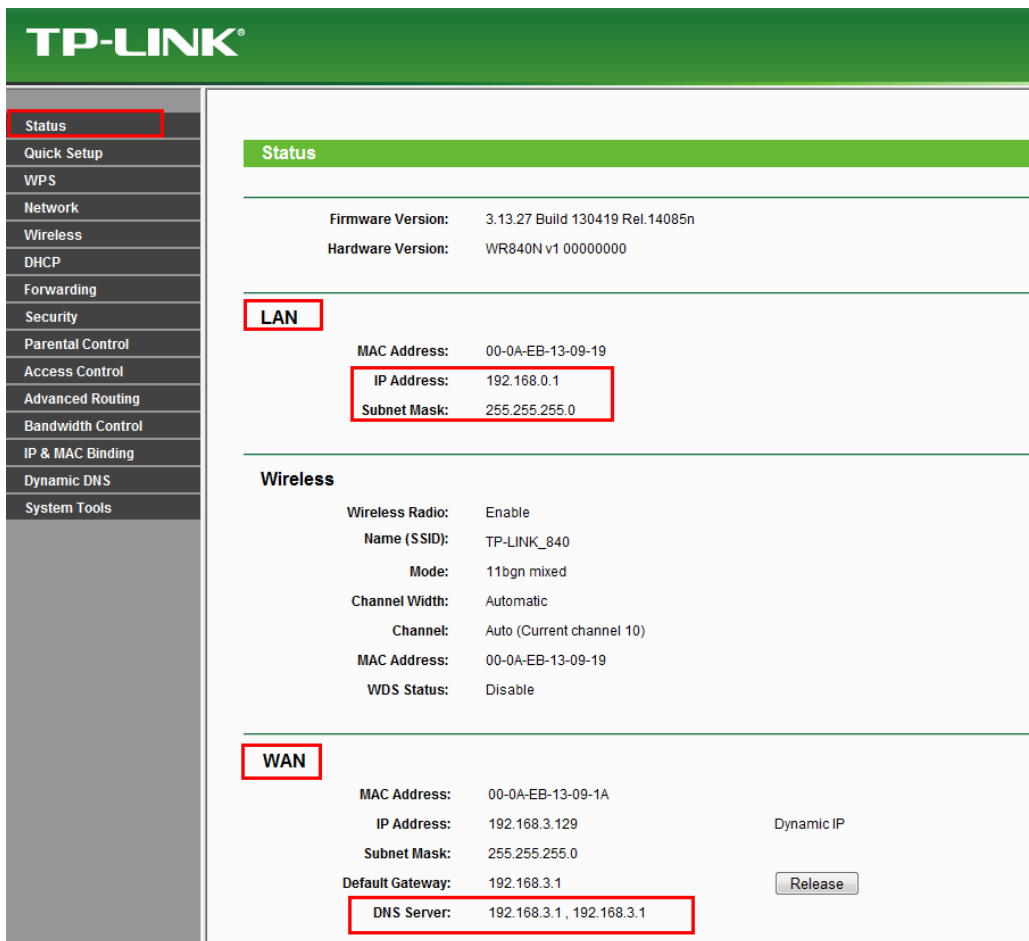 TP-LINK®
Status
Quick Setup
WPS
Network
Wireless
DHCP
Forwarding
Security
Parental Control
Access Control
Advanced Routing
Bandwidth Control
IP & MAC Binding
Dynamic DNS
System Tools
Status
Firmware Version: 3.13.27 Build 130419 Rel.14085n
Hardware Version: WR840N v1 00000000
LAN
MAC Address: 00-0A-EB-13-09-19
IP Address: 192.168.0.1
Subnet Mask: 255.255.255.0
Wireless
Wireless Radio: Enable
Name (SSID): TP-LINK_840
Mode: 11bgn mixed
Channel Width: Automatic
Channel: Auto (Current channel 10)
MAC Address: 00-0A-EB-13-09-19
WDS Status: Disable
WAN
MAC Address: 00-0A-EB-13-09-1A
IP Address: 192.168.3.129 Dynamic IP
Subnet Mask: 255.255.255.0
Default Gateway: 192.168.3.1 Release
DNS Server: 192.168.3.1 , 192.168.3.1